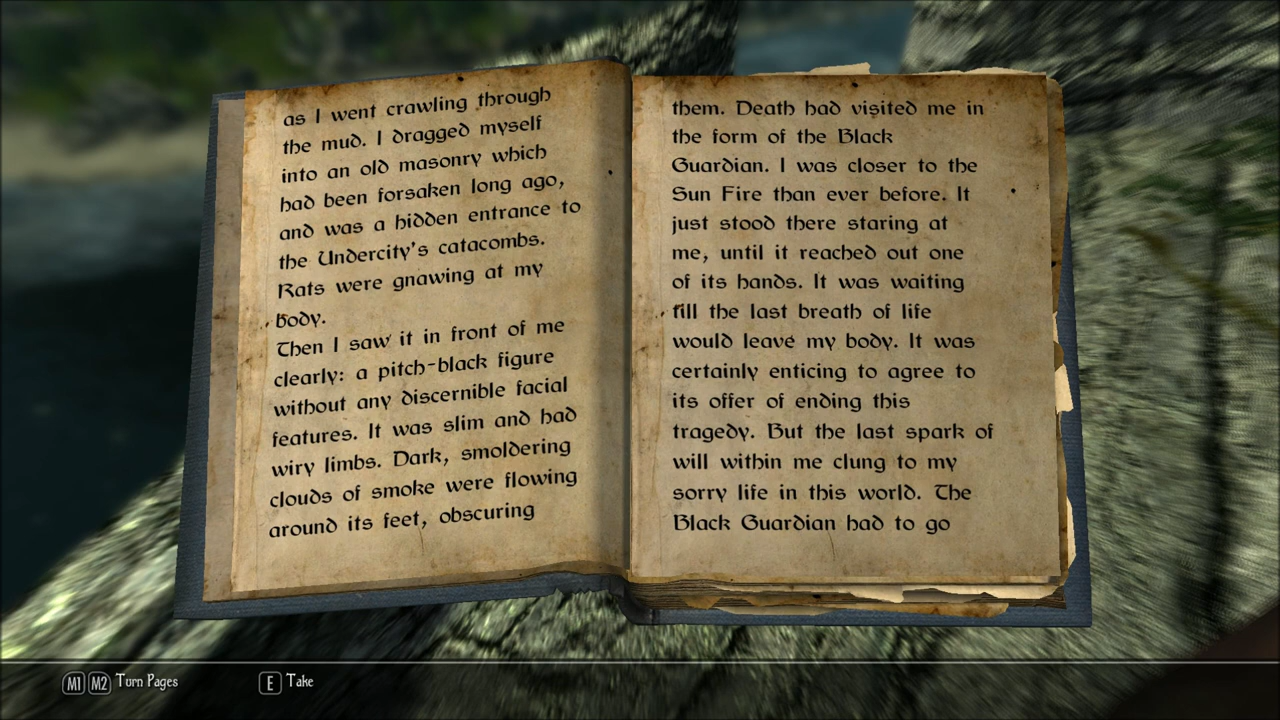 as I went crawling through
the mud. I dragged myself
into an old masonry which
had been forsaken long ago,
and was a hidden entrance to
the Undercity's catacombs.
Rats were gnawing at my
body.
Then I saw it in front of me
clearly: a pitch-black figure
without any discernible facial
features. It was slim and had
wiry limbs. Dark, smoldering
clouds of smoke were flowing
around its feet, obscuring
them. Death had visited me in
the form of the Black
Guardian. I was closer to the
Sun Fire than ever before. It
just stood there staring at
me, until it reached out one
of its hands. It was waiting
till the last breath of life
would leave my body. It was
certainly enticing to agree to
its offer of ending this
tragedy. But the last spark of
will within me clung to my
sorry life in this world. The
Black Guardian had to go
M1 M2 Turn Pages
E Take